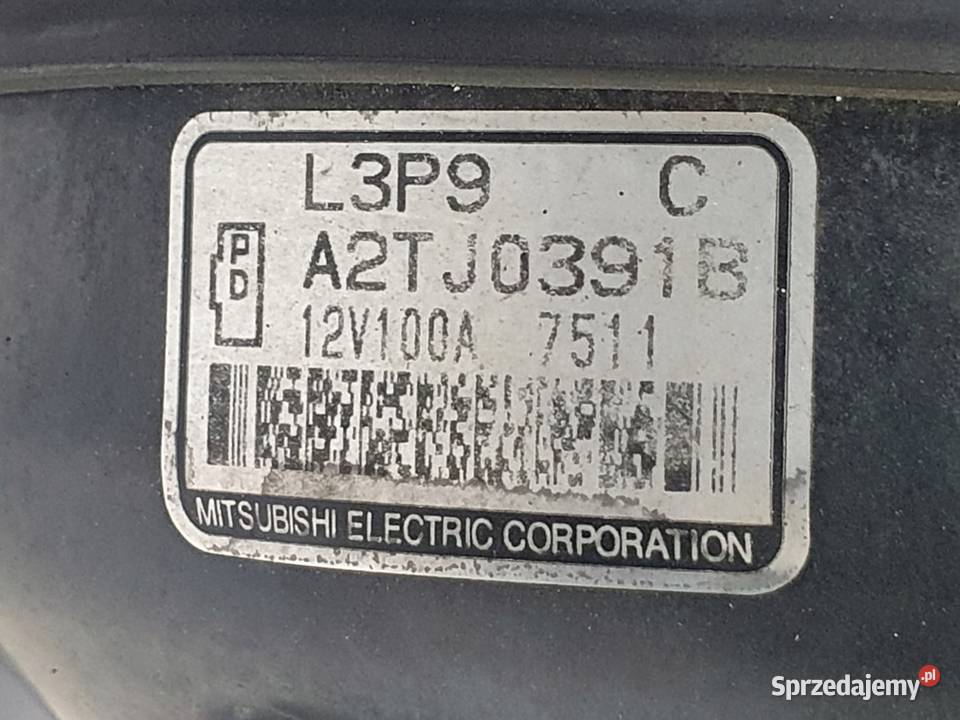 L3P9 C
PD
A2TJ0391B
12V100A 7511
MITSUBISHI ELECTRIC CORPORATION
Sprzedajemy.pl